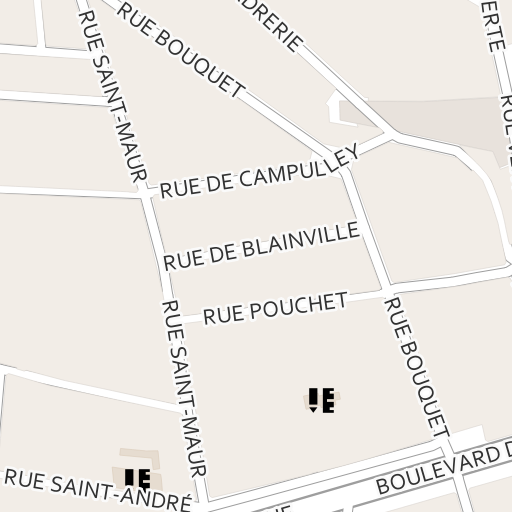 RUE BOUQUET
RUE SAINT-MAUR
RUE DE CAMPULLEY
RUE DE BLAINVILLE
RUE POUCHET
RUE SAINT-MAUR
RUE BOUQUET
RUE SAINT-ANDRÉ
BOULEVARD D